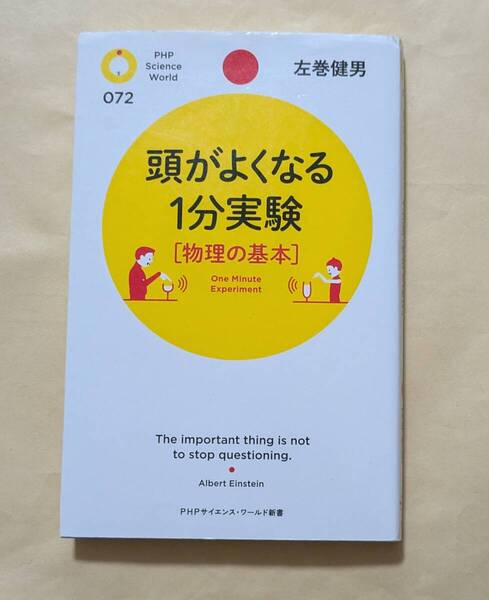 PHP
Science
World
072
左巻健男
頭がよくなる
1分実験
[物理の基本]
One Minute
Experiment
The important thing is not
to stop questioning.
Albert Einstein
PHPサイエンス・ワールド新書